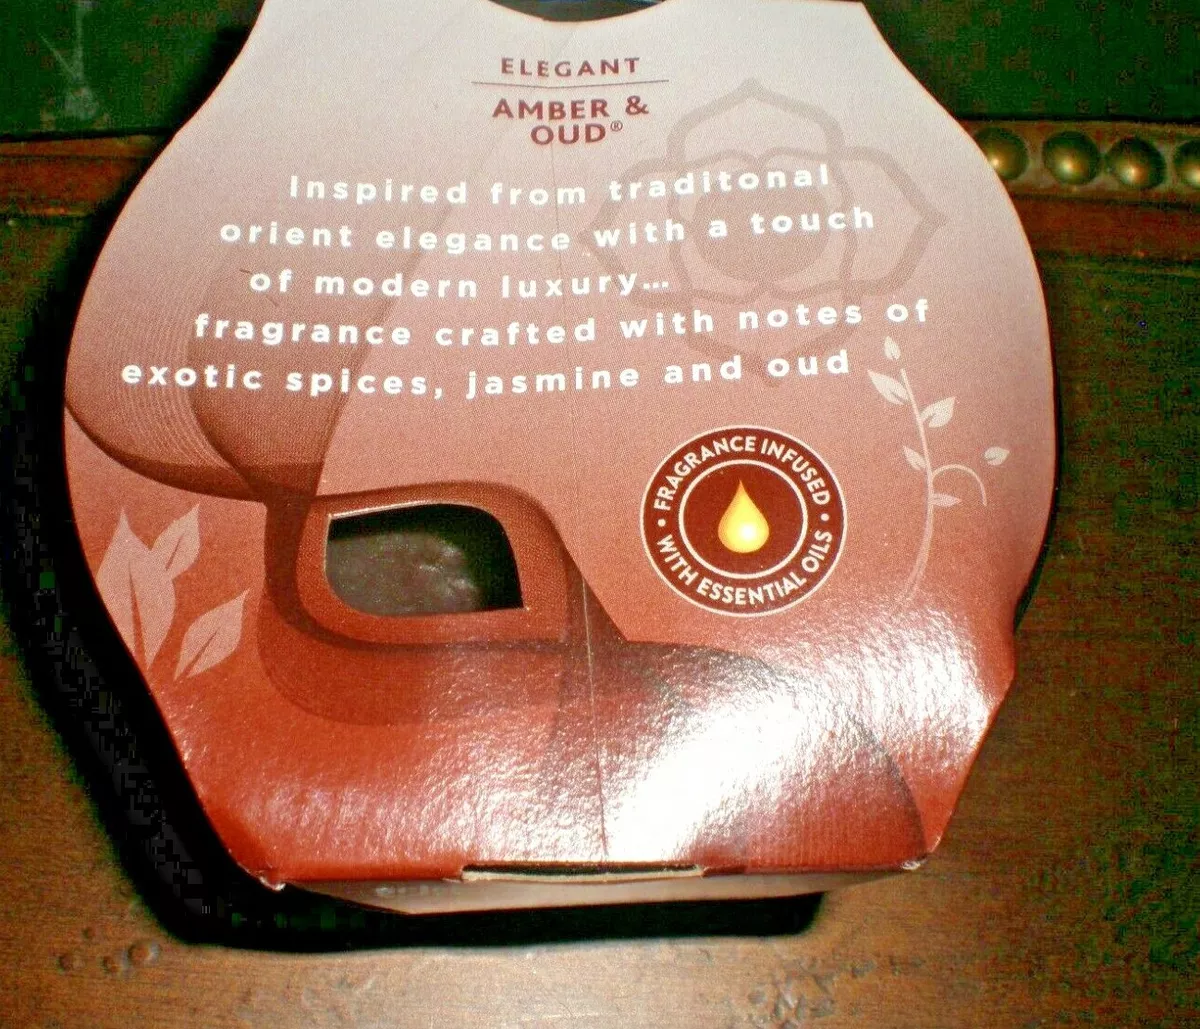 ELEGANT
AMBER &
OUD®
Inspired from traditonal
orient elegance with a touch
of modern luxury...
fragrance crafted with notes of
exotic spices, jasmine and oud
• FRAGRANCE INFUSED •
WITH ESSENTIAL OILS